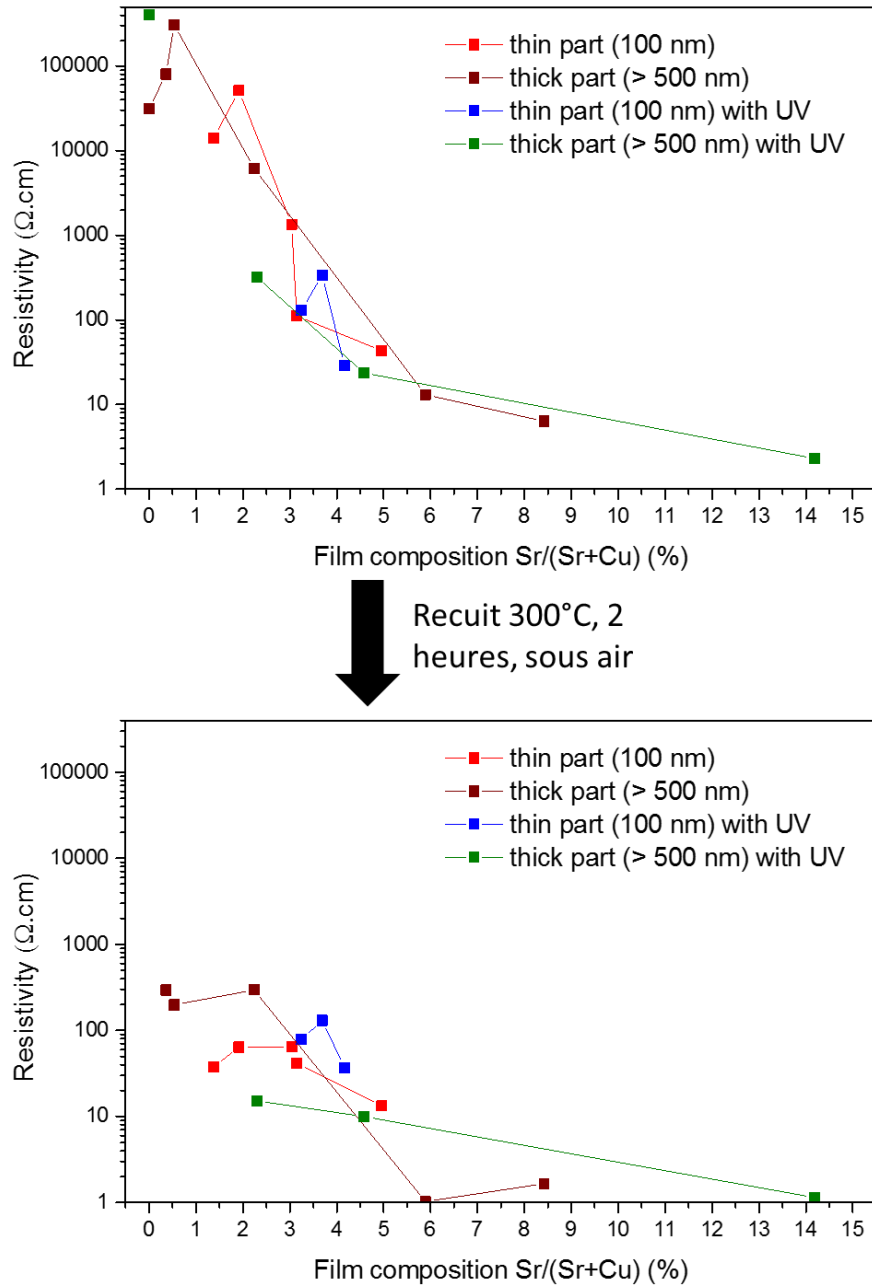 100000
10000
1000
100
10
1
Resistivity (Ω.cm)
thin part (100 nm)
thick part (> 500 nm)
thin part (100 nm) with UV
thick part (> 500 nm) with UV
0 1 2 3 4 5 6 7 8 9 10 11 12 13 14 15
Film composition Sr/(Sr+Cu) (%)
Recuit 300°C, 2
heures, sous air
100000
10000
1000
100
10
1
Resistivity (Ω.cm)
thin part (100 nm)
thick part (> 500 nm)
thin part (100 nm) with UV
thick part (> 500 nm) with UV
0 1 2 3 4 5 6 7 8 9 10 11 12 13 14 15
Film composition Sr/(Sr+Cu) (%)